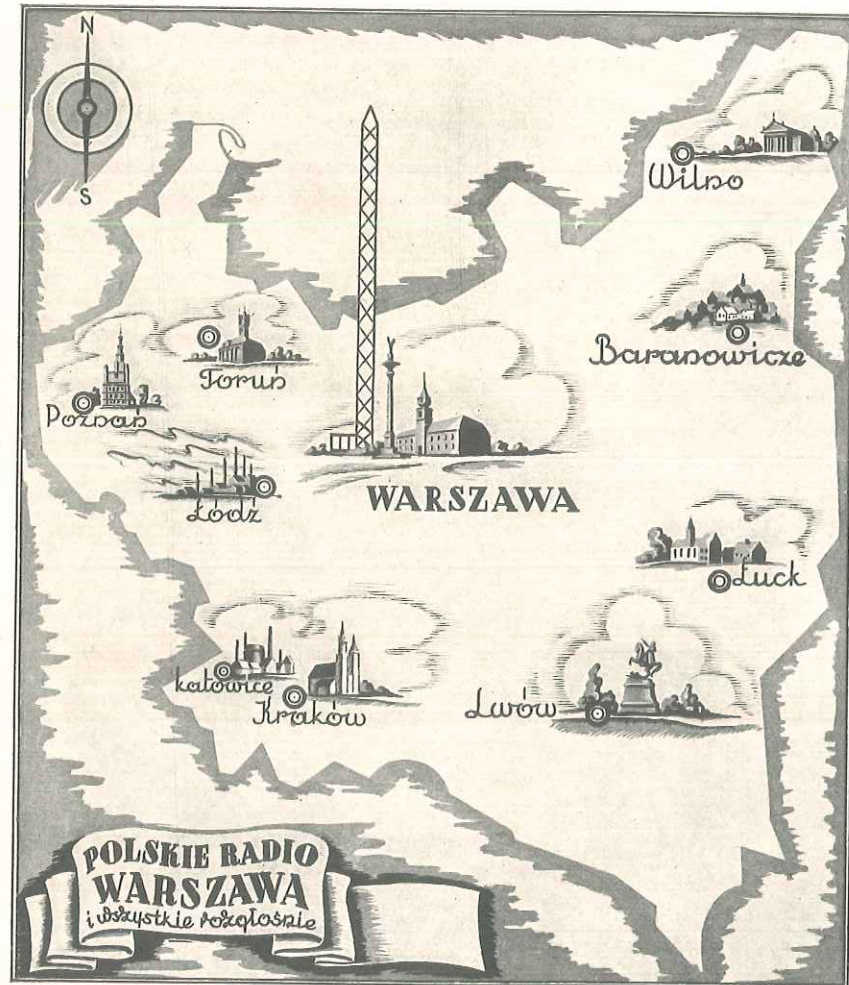 N
S
Wilno
Baranowicze
Toruń
Poznań
Łódź
WARSZAWA
Łuck
Katowice
Kraków
Lwów
POLSKIE RADIO
WARSZAWA
i wszystkie rozgłośnie